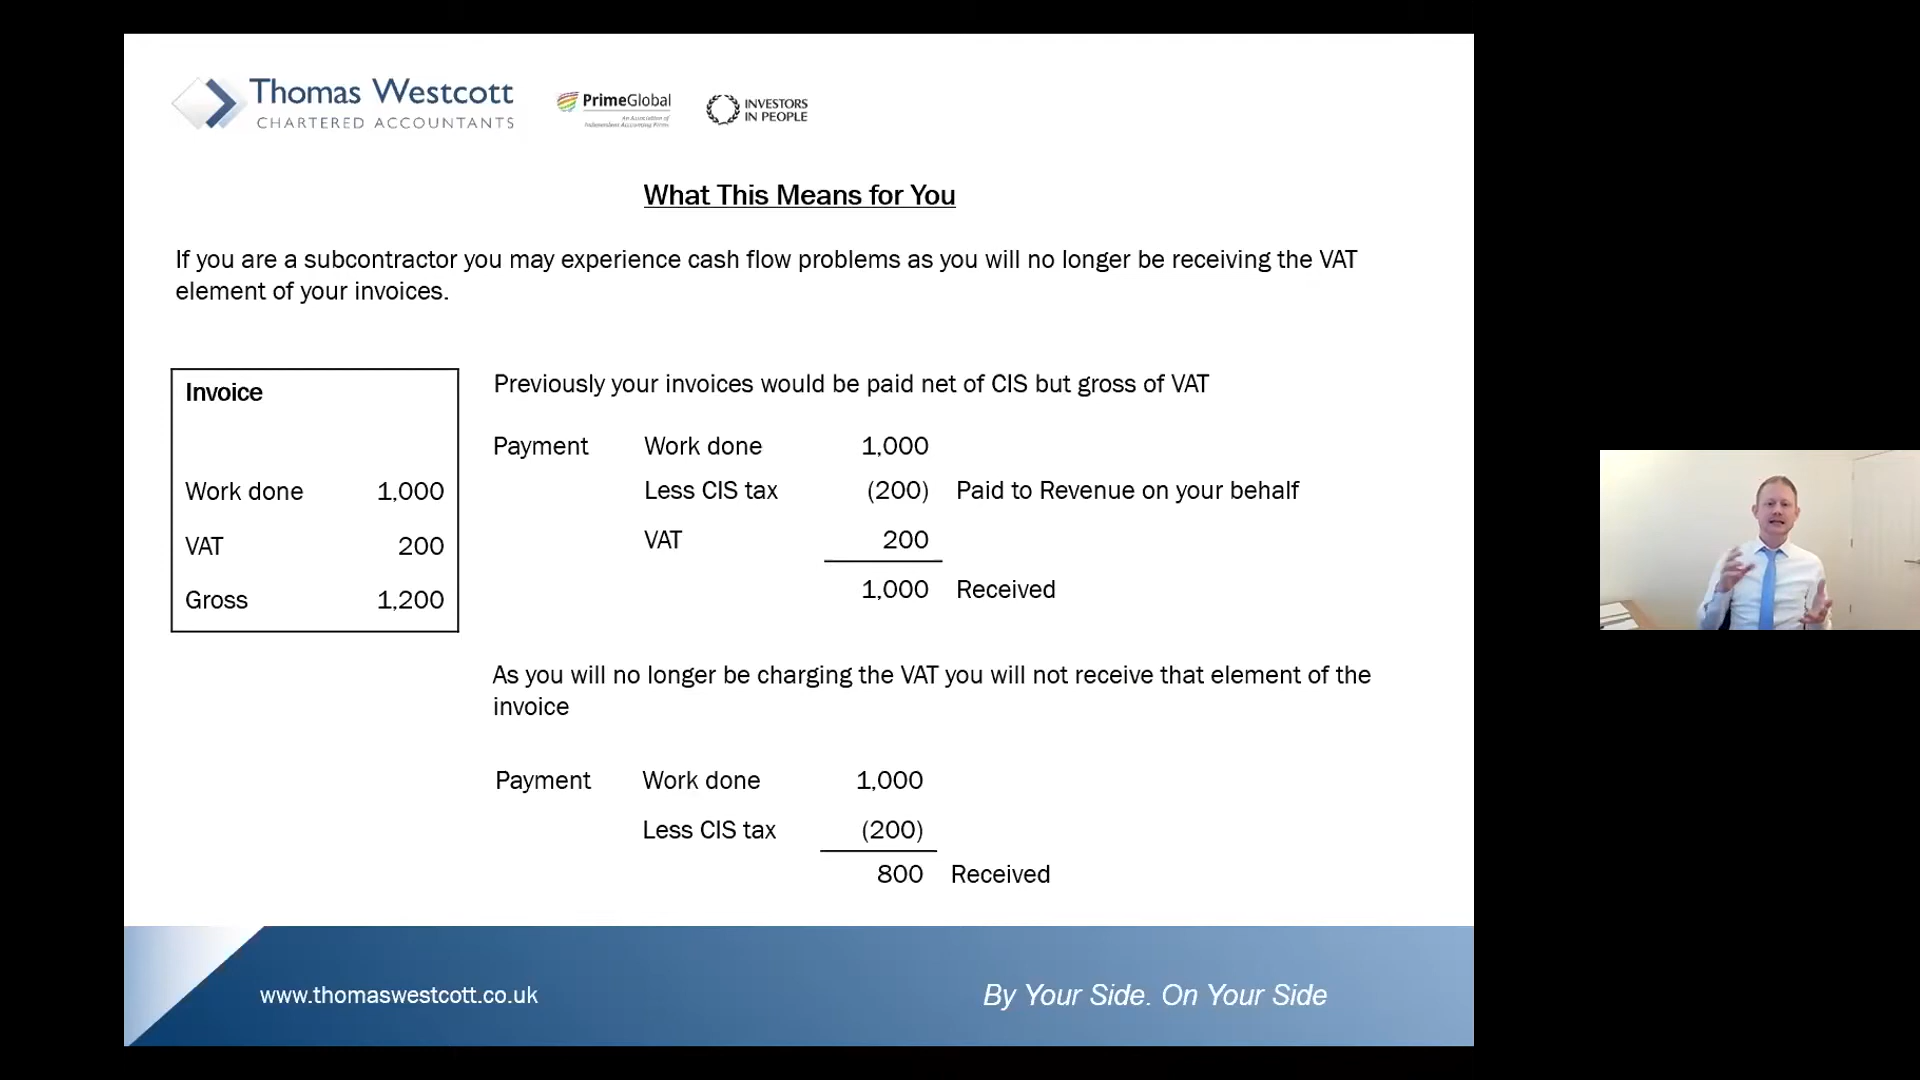 Thomas Westcott
CHARTERED ACCOUNTANTS
PrimeGlobal
An Association of
Independent Accounting Firms
INVESTORS
IN PEOPLE
What This Means for You
If you are a subcontractor you may experience cash flow problems as you will no longer be receiving the VAT
element of your invoices.
Invoice
Work done 1,000
VAT 200
Gross 1,200
Previously your invoices would be paid net of CIS but gross of VAT
Payment Work done 1,000
Less CIS tax (200) Paid to Revenue on your behalf
VAT 200
1,000 Received
As you will no longer be charging the VAT you will not receive that element of the
invoice
Payment Work done 1,000
Less CIS tax (200)
800 Received
www.thomaswestcott.co.uk
By Your Side. On Your Side